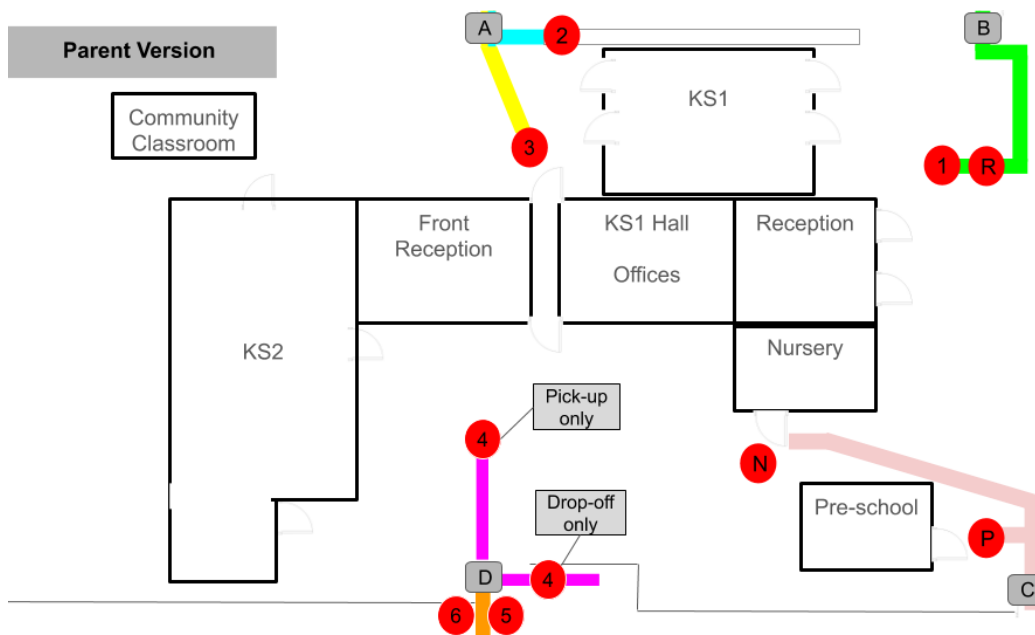 A
B
2
Parent Version
KS1
Community
Classroom
3
1
R
Front
Reception
KS1 Hall
Offices
Reception
KS2
Nursery
Pick-up
only
4
N
Drop-off
only
Pre-school
P
D
4
C
6
5